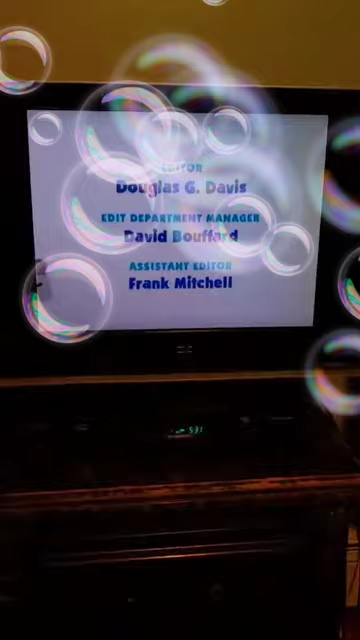 EDITOR
Douglas G. Davis
EDIT DEPARTMENT MANAGER
David Bouffard
ASSISTANT EDITOR
Frank Mitchell